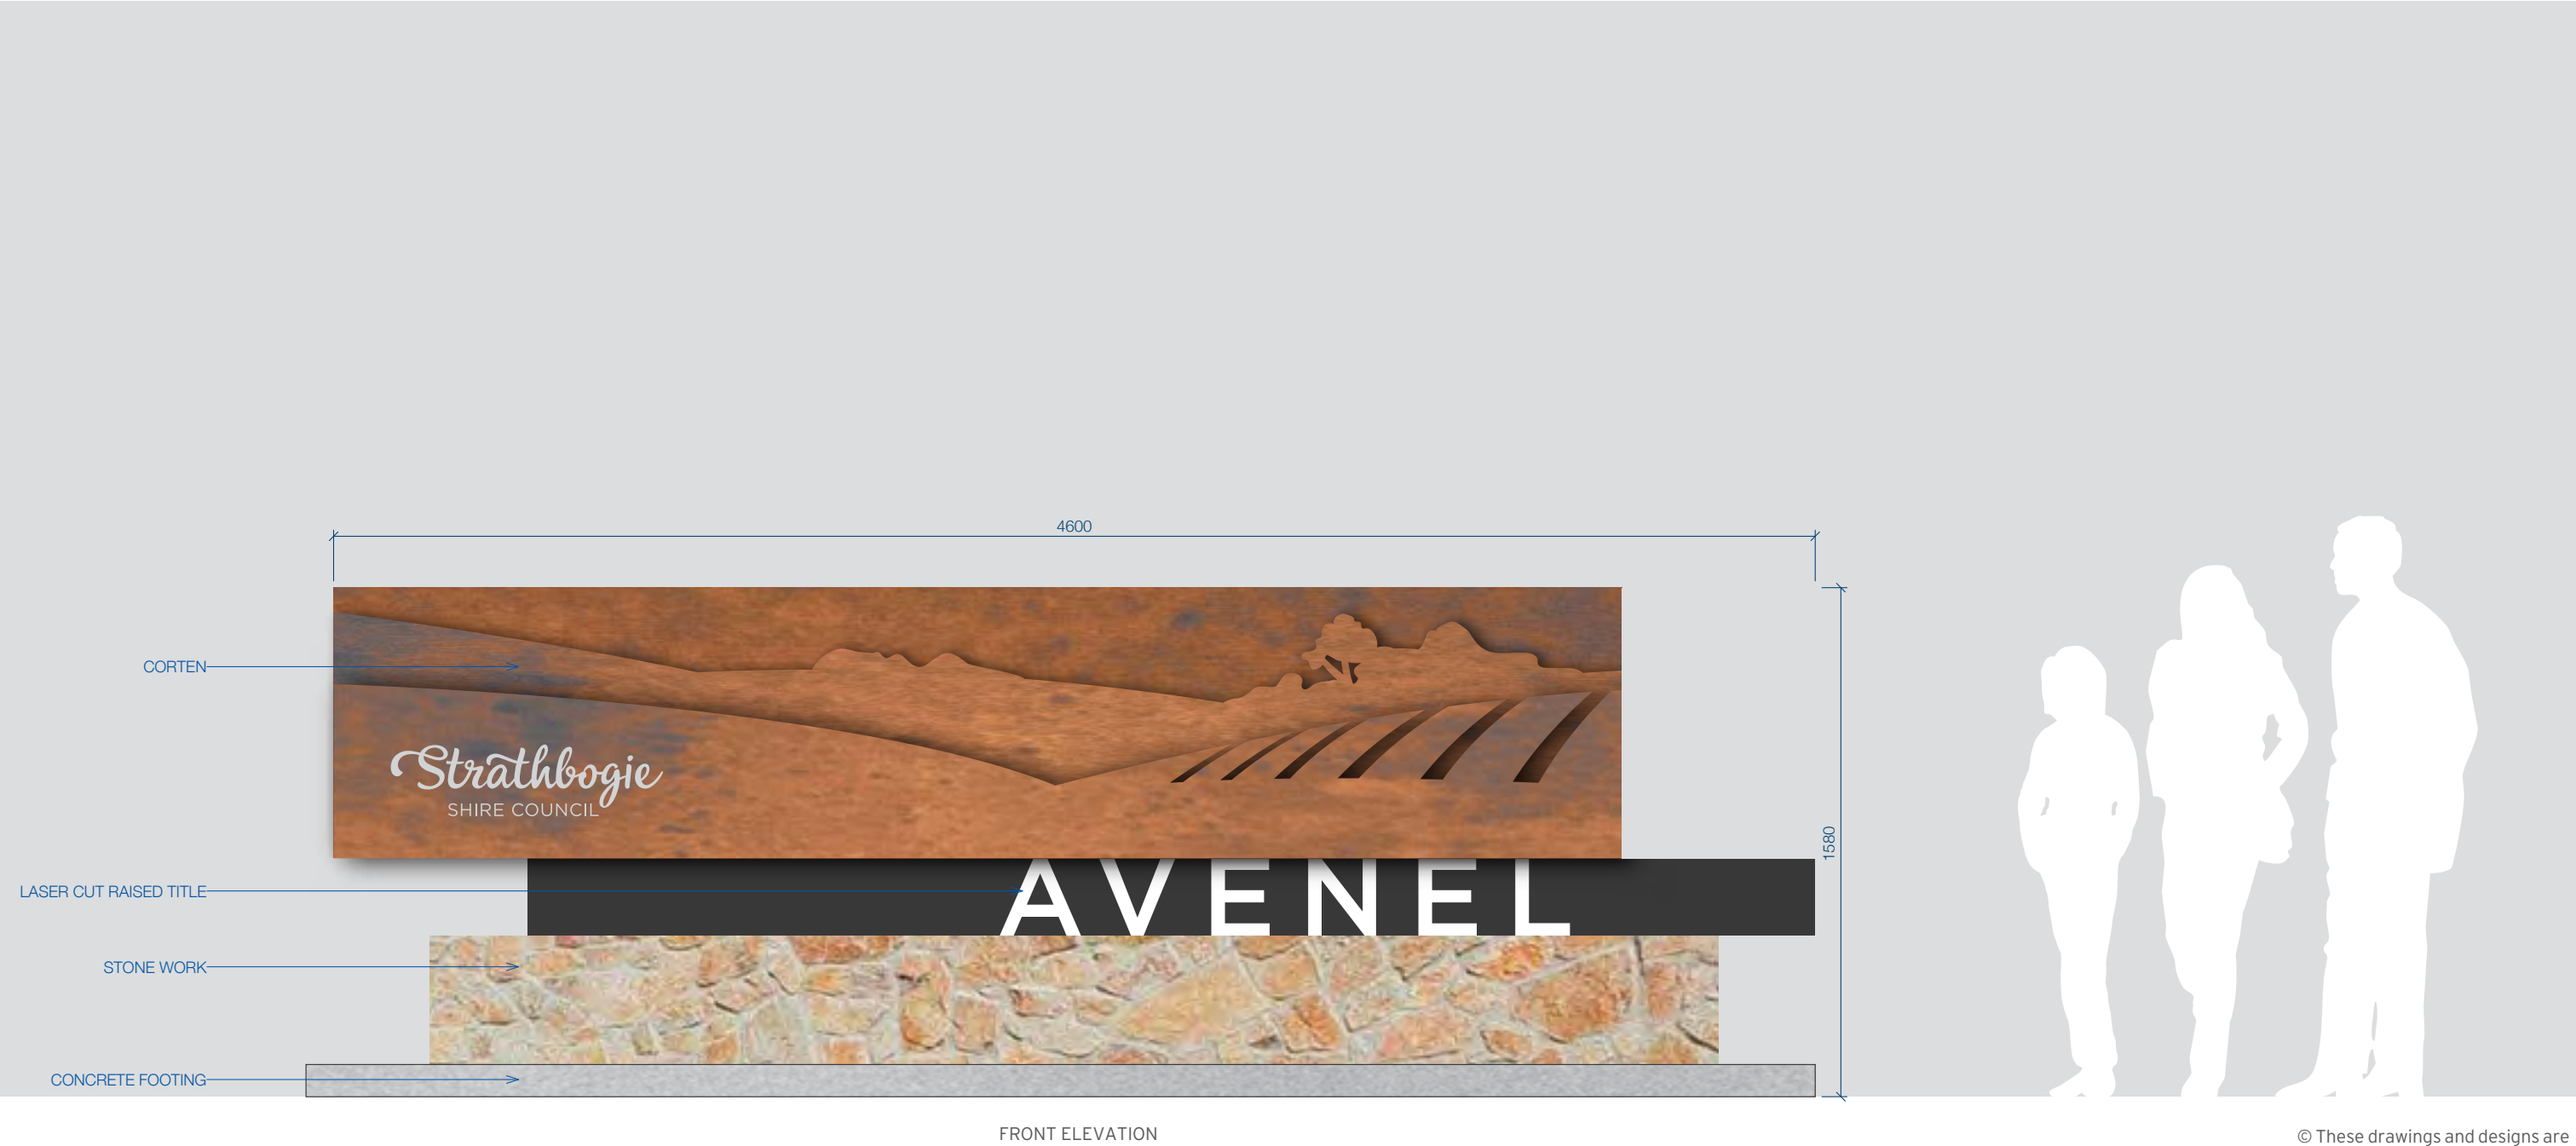 4600
CORTEN
Strathbogie
SHIRE COUNCIL
1580
LASER CUT RAISED TITLE
AVENEL
STONE WORK
CONCRETE FOOTING
FRONT ELEVATION
© These drawings and designs are